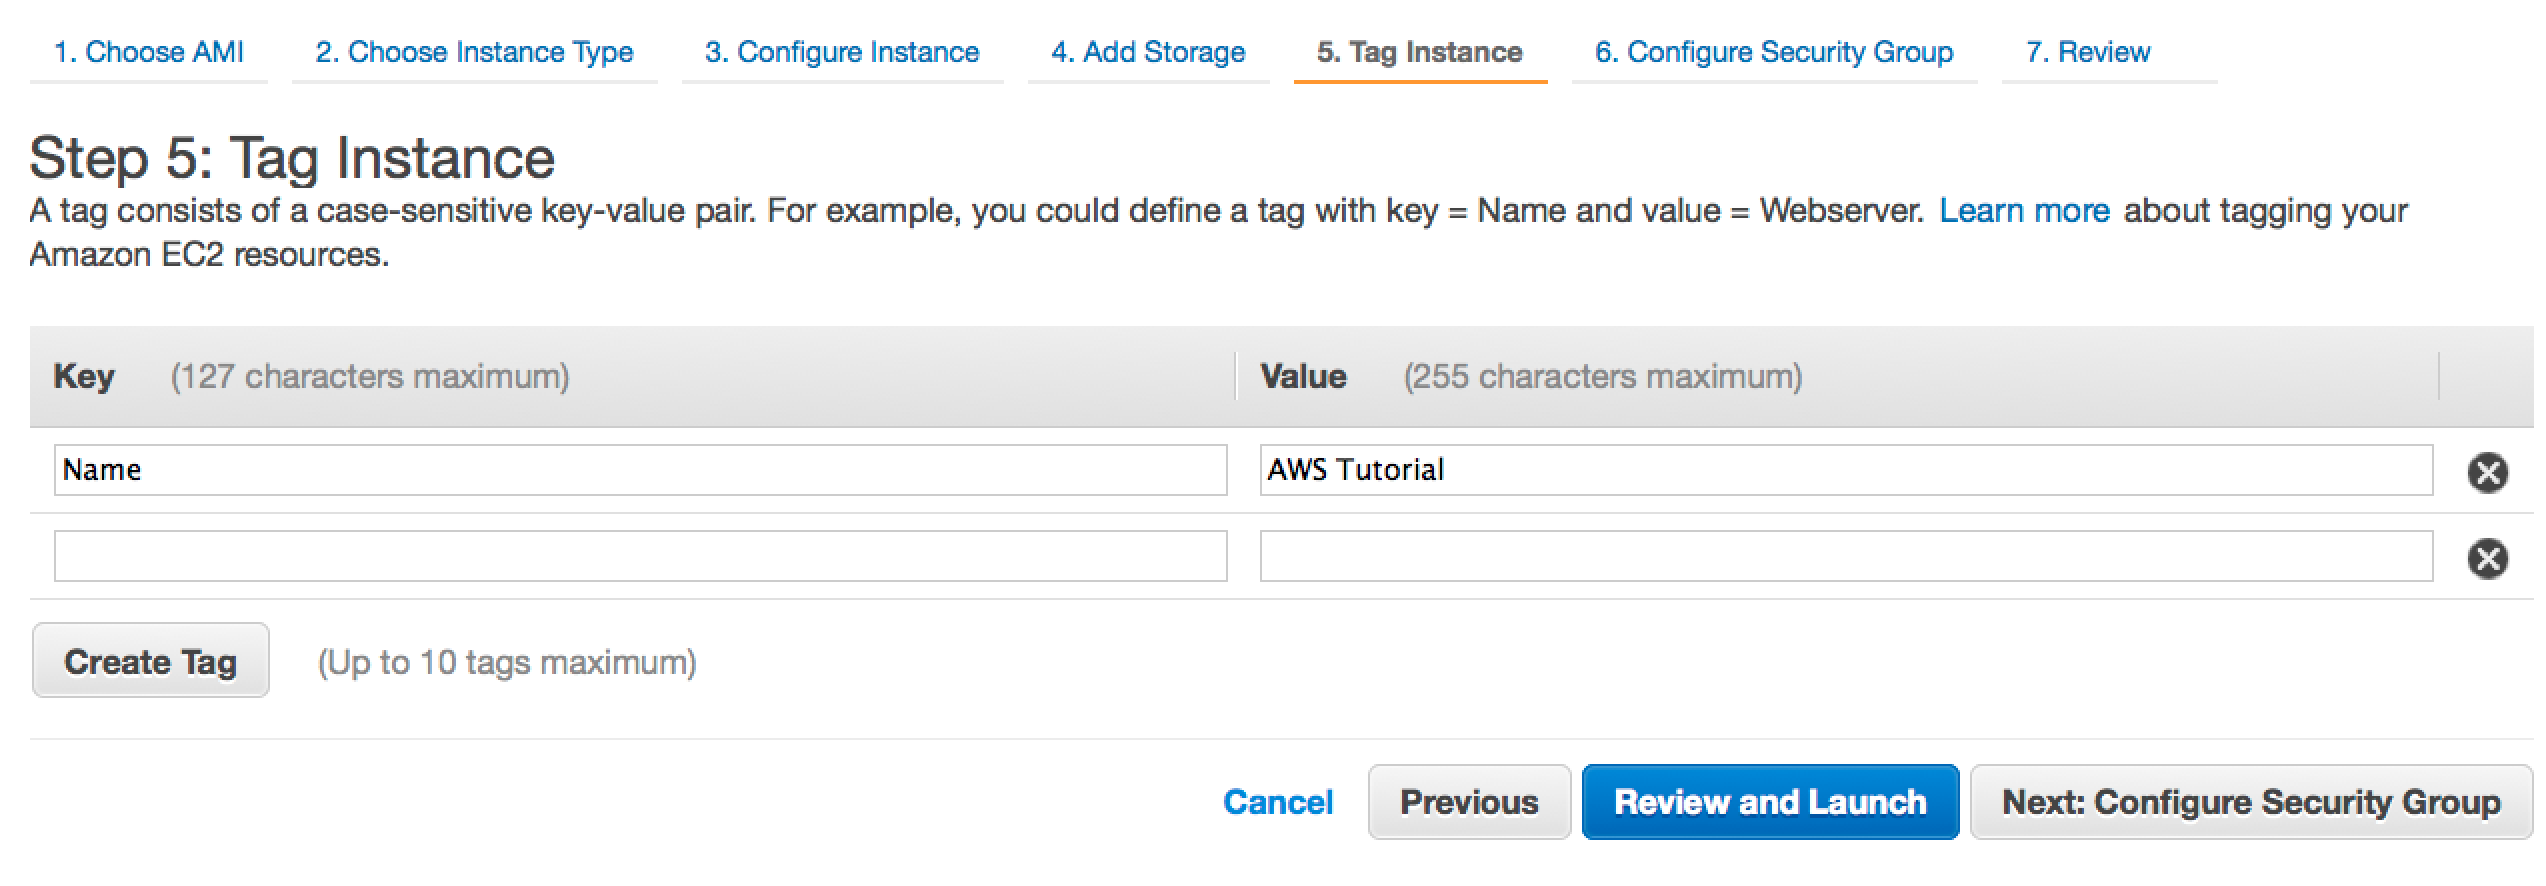 1. Choose AMI 2. Choose Instance Type 3. Configure Instance 4. Add Storage 5. Tag Instance 6. Configure Security Group 7. Review
Step 5: Tag Instance
A tag consists of a case-sensitive key-value pair. For example, you could define a tag with key = Name and value = Webserver. Learn more about tagging your
Amazon EC2 resources.
Key (127 characters maximum) Value (255 characters maximum)
Name AWS Tutorial
Create Tag (Up to 10 tags maximum)
Cancel Previous Review and Launch Next: Configure Security Group